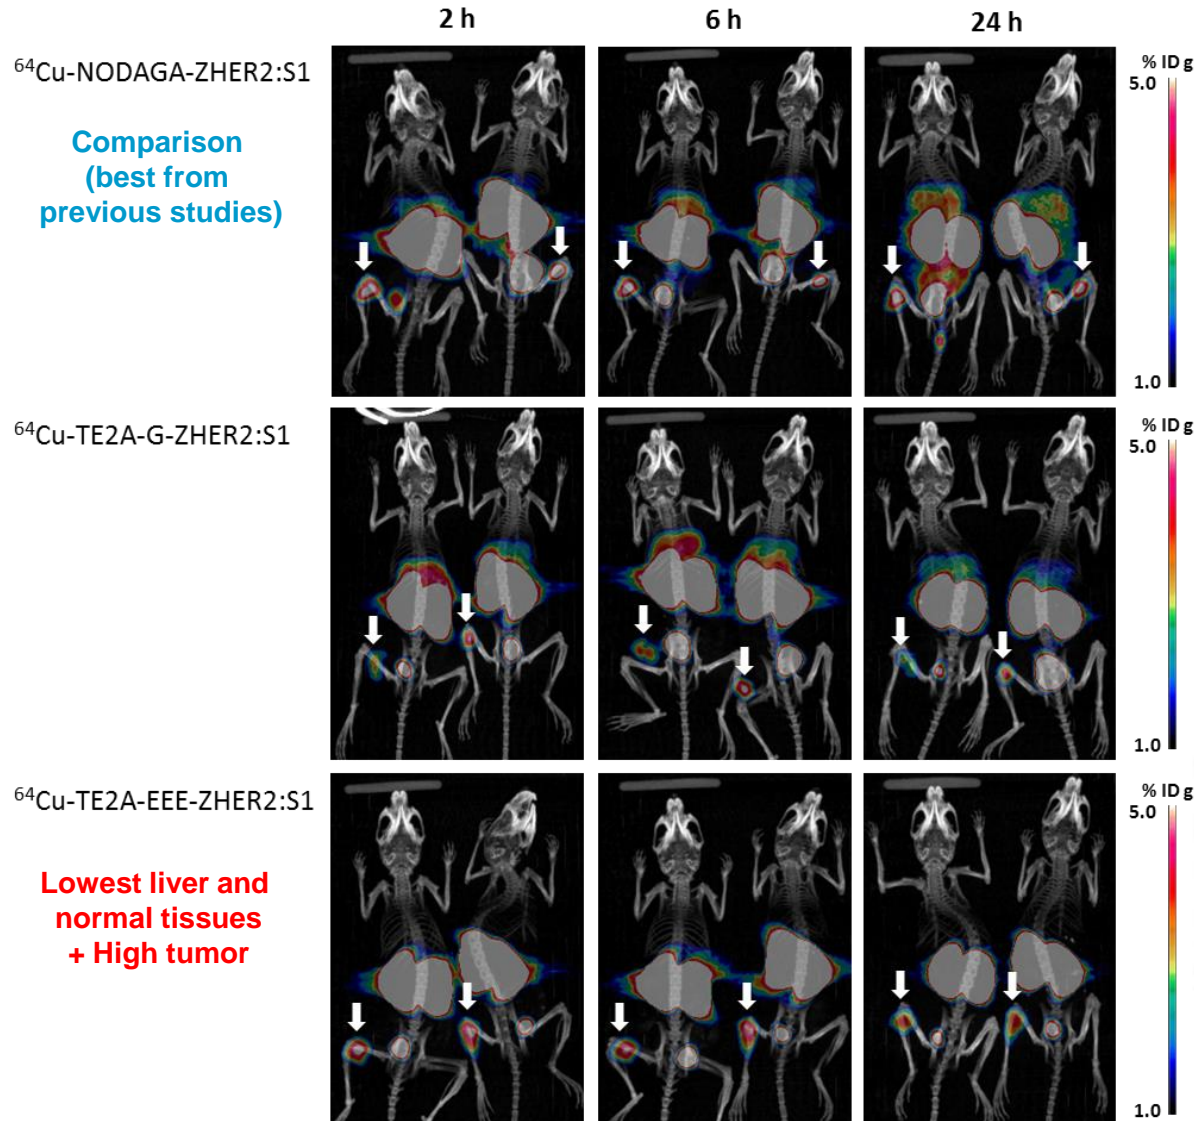 2 h 6 h 24 h
⁶⁴Cu-NODAGA-ZHER2:S1
% ID g
5.0
Comparison
(best from
previous studies)
1.0
⁶⁴Cu-TE2A-G-ZHER2:S1
% ID g
5.0
1.0
⁶⁴Cu-TE2A-EEE-ZHER2:S1
% ID g
5.0
Lowest liver and
normal tissues
+ High tumor
1.0